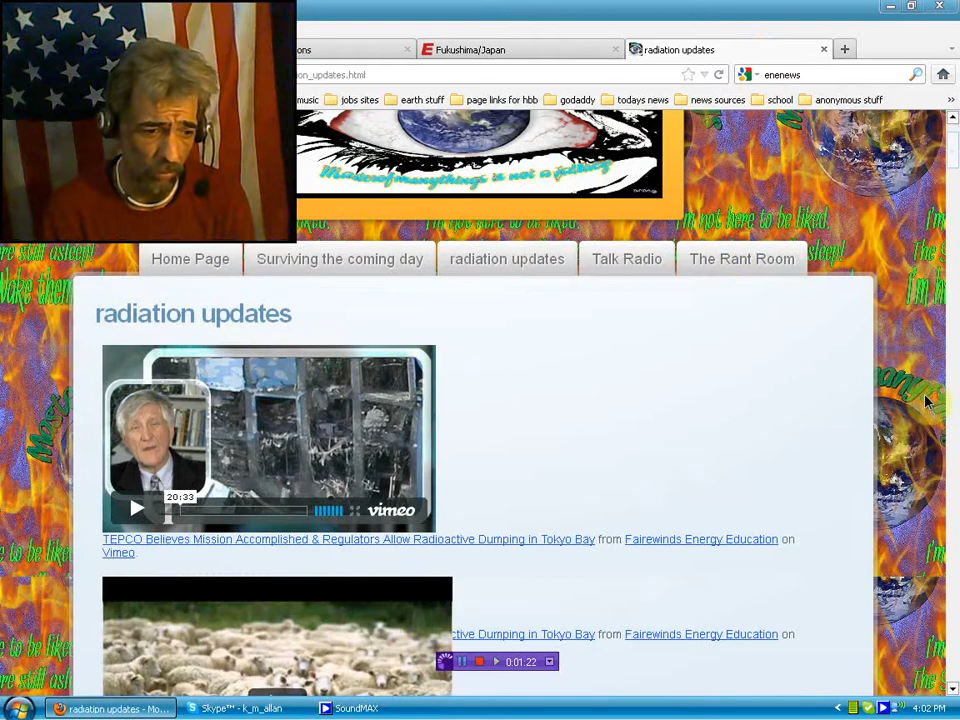 ons
Fukushima/Japan
radiation updates
on_updates.html
enenews
music
jobs sites
earth stuff
page links for hbb
godaddy
todays news
news sources
school
anonymous stuff
»
Masterofmanythings is not a failure
I'm not here to be liked.
Home Page
Surviving the coming day
radiation updates
Talk Radio
The Rant Room
radiation updates
20:33
vimeo
TEPCO Believes Mission Accomplished & Regulators Allow Radioactive Dumping in Tokyo Bay from Fairewinds Energy Education on
Vimeo.
ctive Dumping in Tokyo Bay from Fairewinds Energy Education on
0:01:22
radiation updates - Mo...
Skype™ - k_m_allan
SoundMAX
4:02 PM